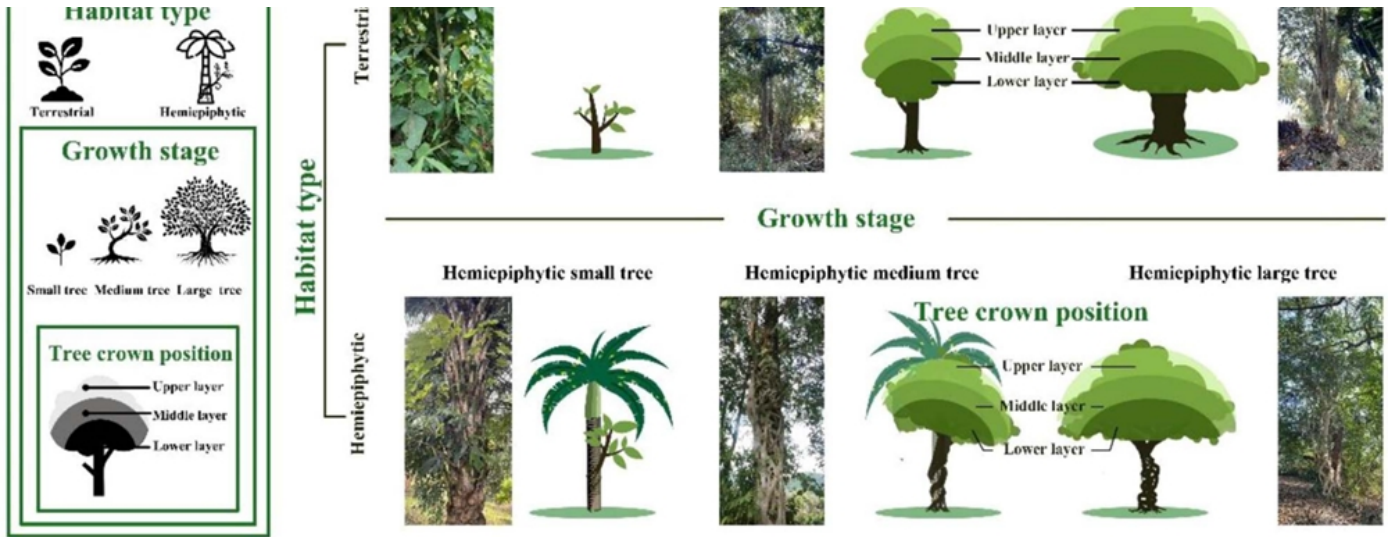 Habitat type
Terrestrial
Hemiepiphytic
Growth stage
Small tree
Medium tree
Large tree
Tree crown position
Upper layer
Middle layer
Lower layer
Habitat type
Upper layer
Middle layer
Lower layer
Growth stage
Hemiepiphytic small tree
Hemiepiphytic medium tree
Hemiepiphytic large tree
Hemiepiphytic
Tree crown position
Upper layer
Middle layer
Lower layer